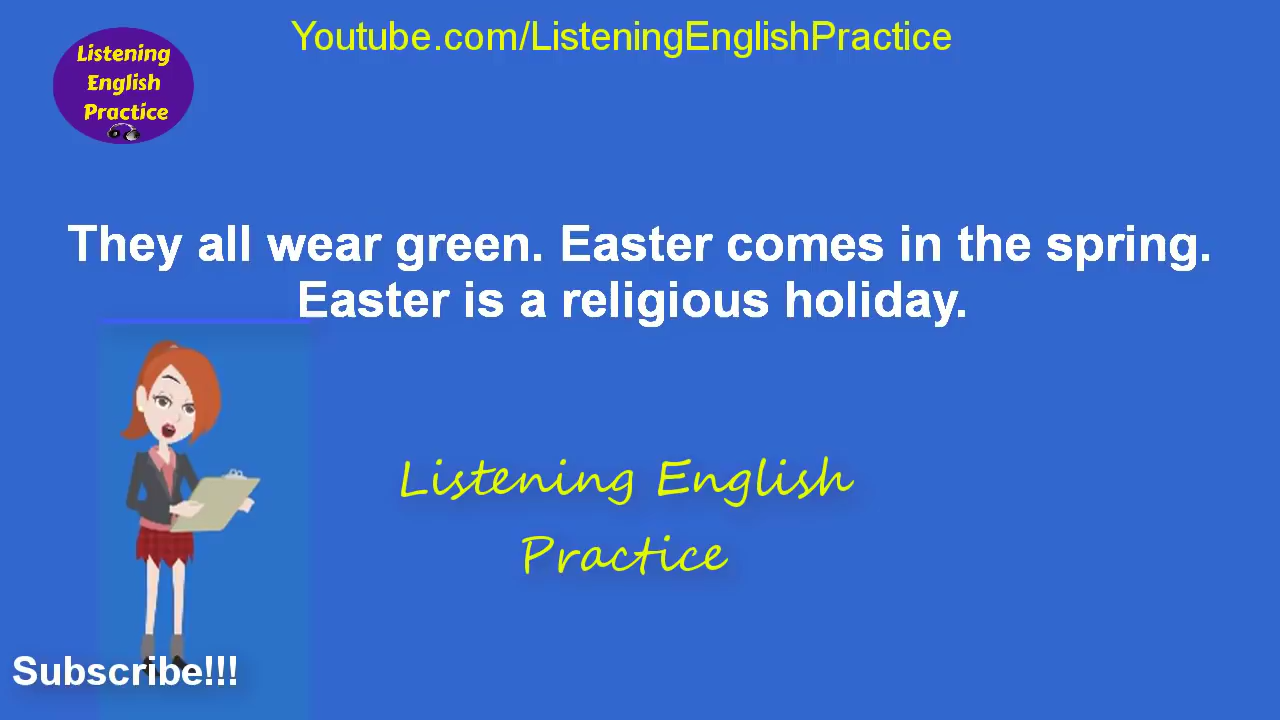 Youtube.com/ListeningEnglishPractice
Listening
English
Practice
They all wear green. Easter comes in the spring.
Easter is a religious holiday.
Listening English
Practice
Subscribe!!!